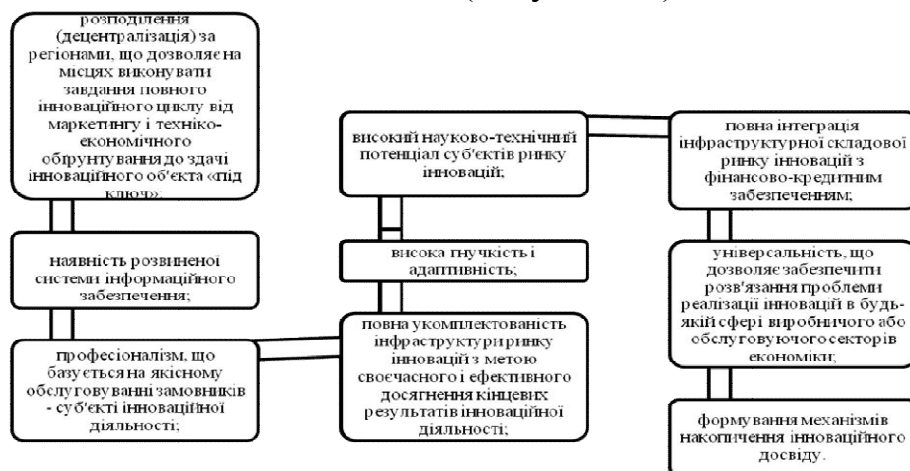 розподілення
(децентралізація) за
регіонами, що дозволяє на
місцях виконувати
завдання повного
інноваційного циклу від
маркетингу і техніко-
економічного
обґрунтування до здачі
інноваційного об'єкта «під
ключ»;
наявність розвиненої
системи інформаційного
забезпечення;
професіоналізм, що
базується на якісному
обслуговуванні замовників
- суб'єкті інноваційної
діяльності;
повна укомплектованість
інфраструктури ринку
інновацій з метою
своєчасного і ефективного
досягнення кінцевих
результатів інноваційної
діяльності;
висока гнучкість і
адаптивність;
високий науково-технічний
потенціал суб'єктів ринку
інновацій;
повна інтеграція
інфраструктурної складової
ринку інновацій з
фінансово-кредитним
забезпеченням;
універсальність, що
дозволяє забезпечити
розв'язання проблеми
реалізації інновацій в будь-
якій сфері виробничого або
обслуговуючого секторів
економіки;
формування механізмів
накопичення інноваційного
досвіду.